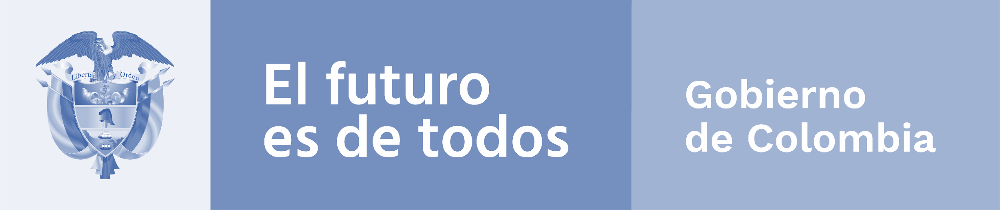 Libertad y Orden
El futuro
es de todos
Gobierno
de Colombia